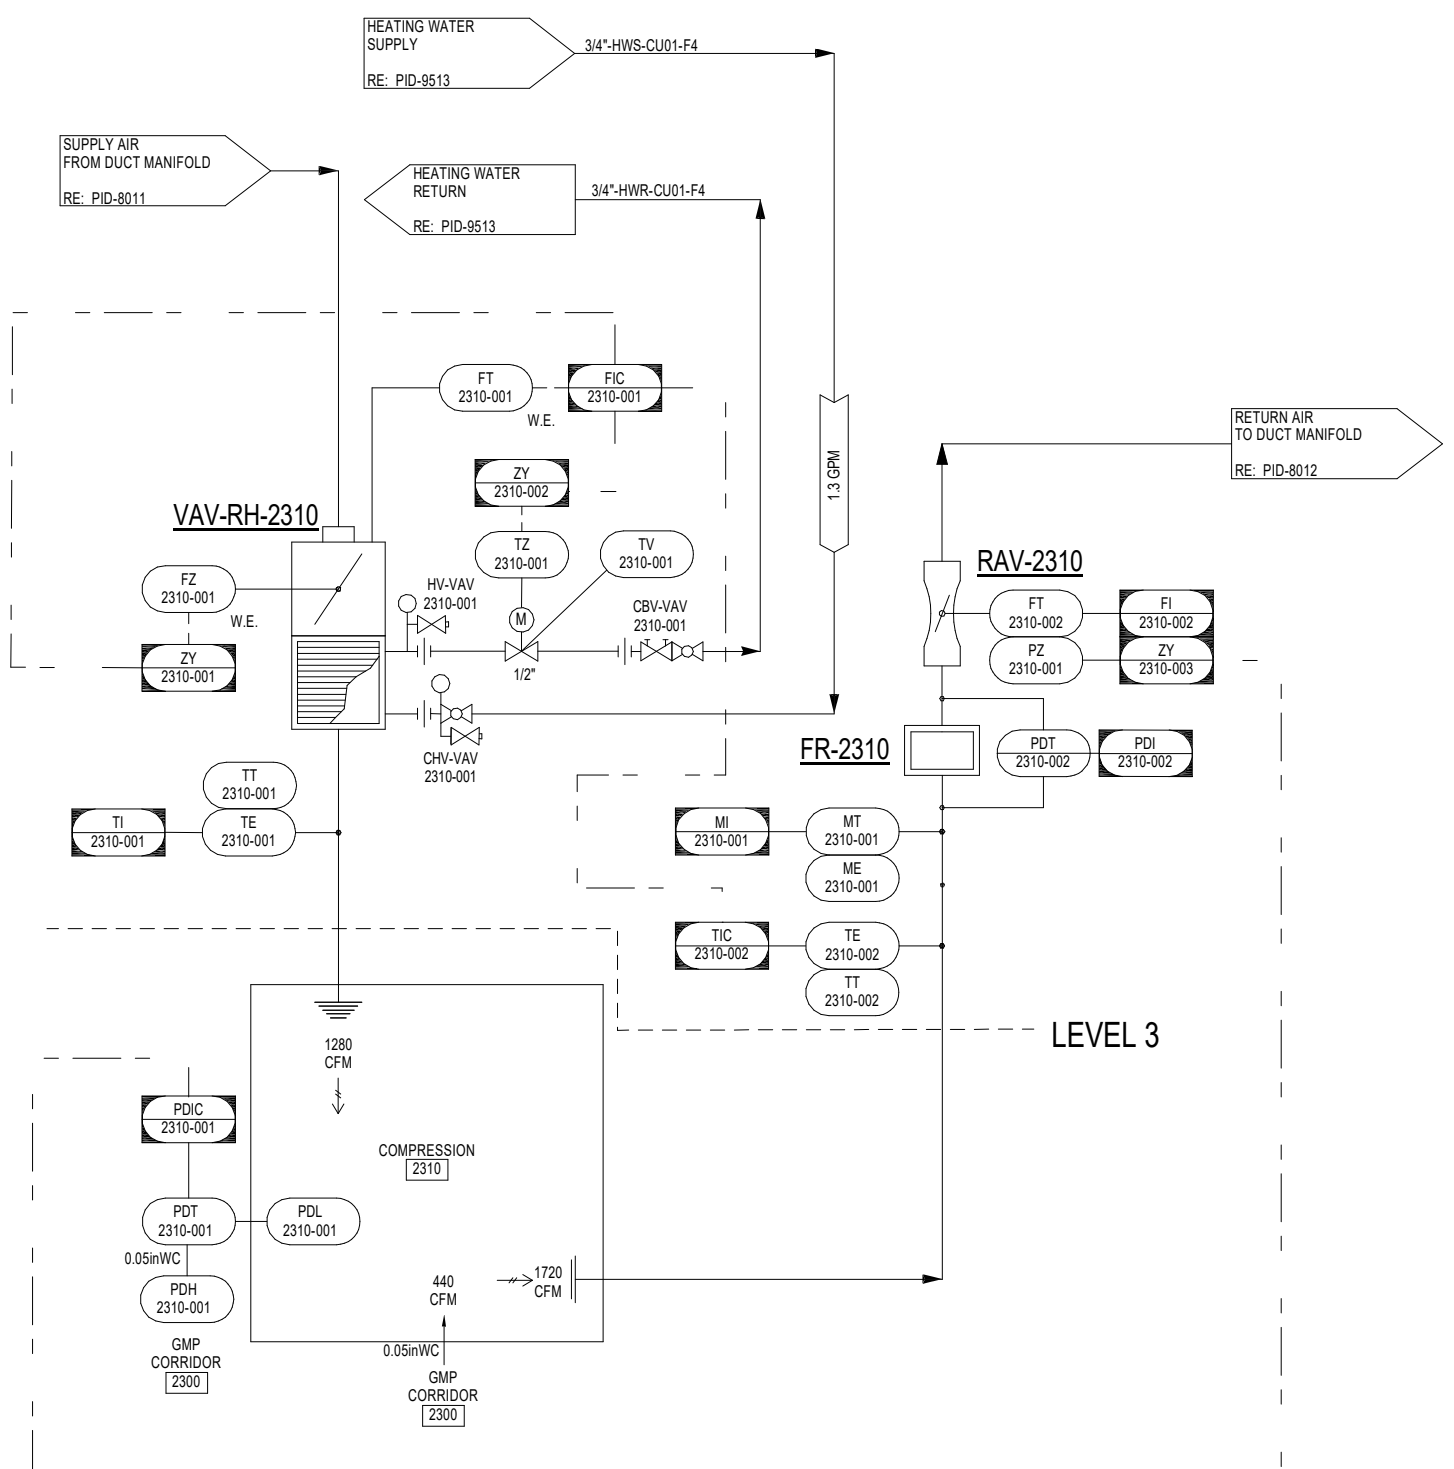 HEATING WATER
SUPPLY
RE: PID-9513
3/4"-HWS-CU01-F4
SUPPLY AIR
FROM DUCT MANIFOLD
RE: PID-8011
HEATING WATER
RETURN
RE: PID-9513
3/4"-HWR-CU01-F4
FT
2310-001
W.E.
FIC
2310-001
RETURN AIR
TO DUCT MANIFOLD
RE: PID-8012
1.3 GPM
ZY
2310-002
VAV-RH-2310
TZ
2310-001
TV
2310-001
FZ
2310-001
W.E.
HV-VAV
2310-001
M
CBV-VAV
2310-001
1/2"
ZY
2310-001
RAV-2310
FT
2310-002
FI
2310-002
PZ
2310-001
ZY
2310-003
CHV-VAV
2310-001
FR-2310
PDT
2310-002
PDI
2310-002
TT
2310-001
TI
2310-001
TE
2310-001
MI
2310-001
MT
2310-001
ME
2310-001
TIC
2310-002
TE
2310-002
TT
2310-002
LEVEL 3
1280
CFM
PDIC
2310-001
COMPRESSION
2310
PDT
2310-001
PDL
2310-001
0.05inWC
PDH
2310-001
440
CFM
1720
CFM
GMP
CORRIDOR
2300
0.05inWC
GMP
CORRIDOR
2300